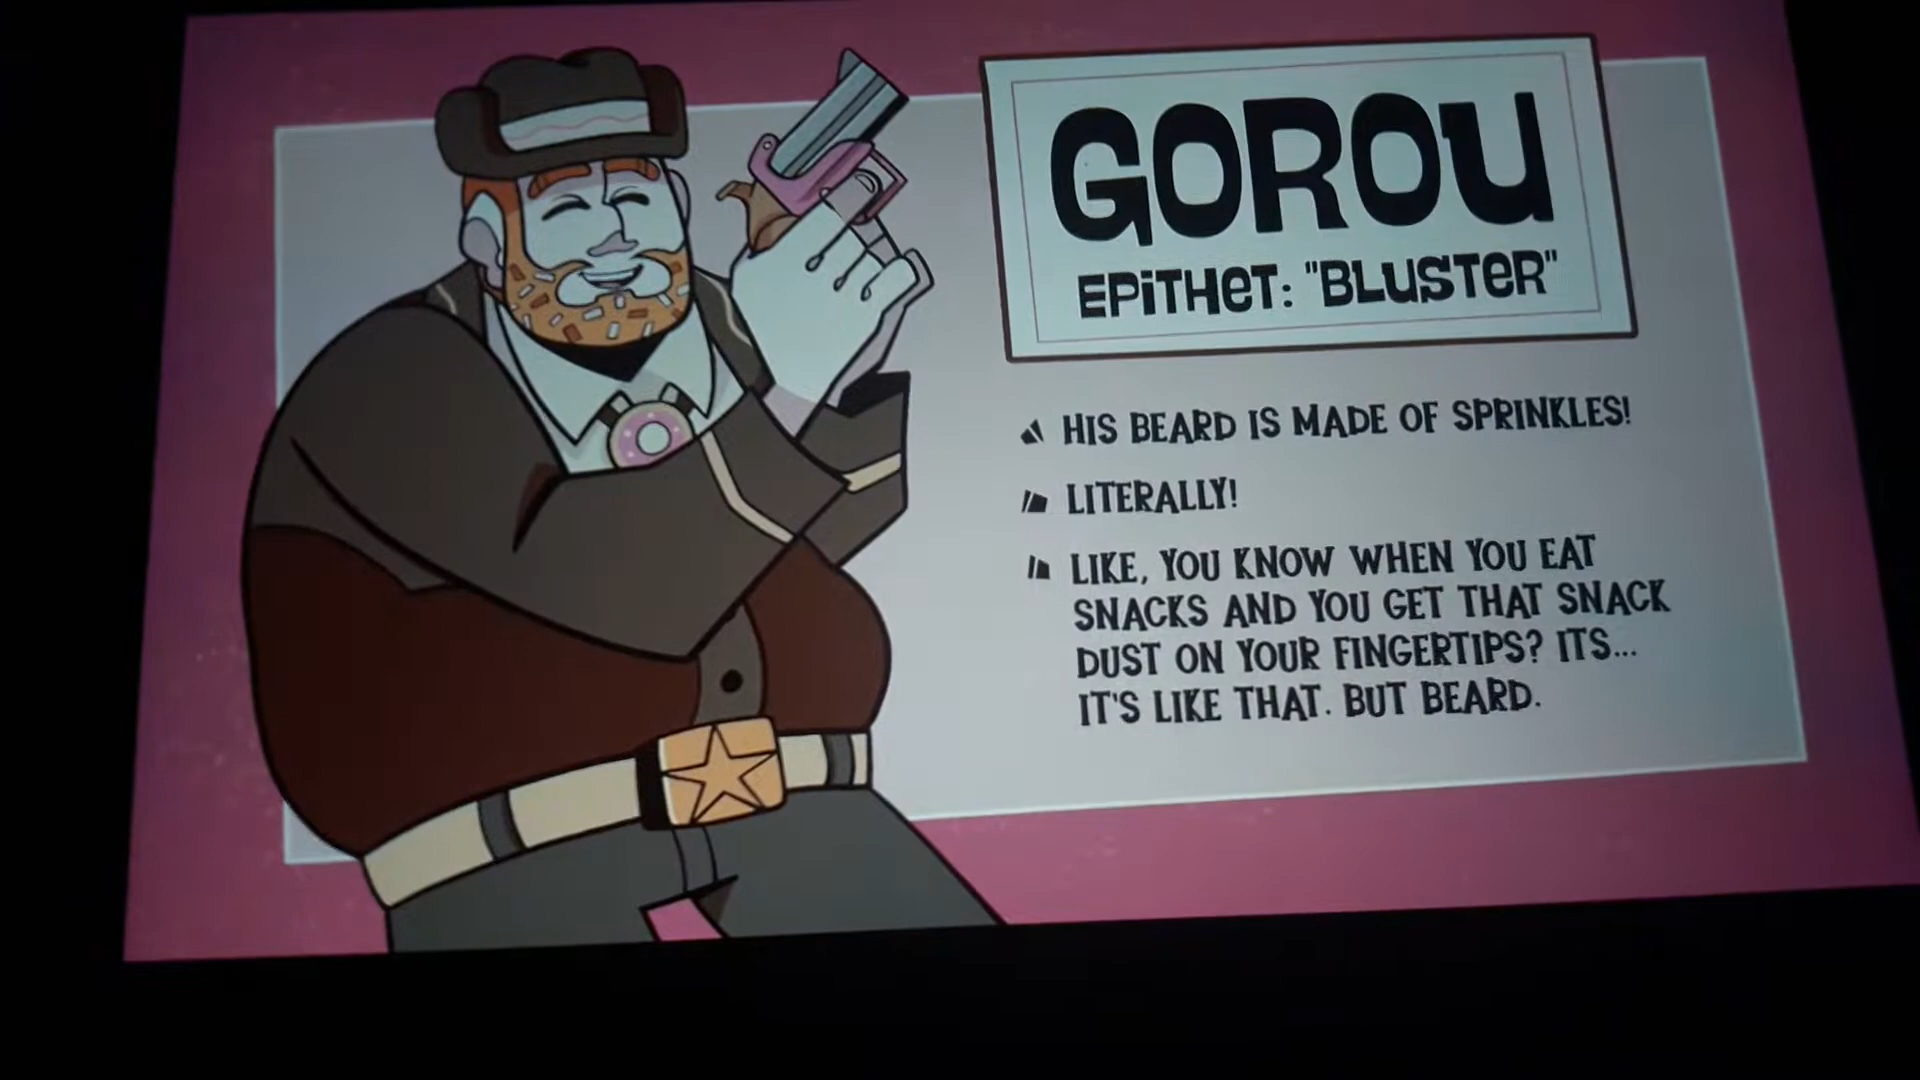 GOROU
EPITHET: "BLUSTER"
HIS BEARD IS MADE OF SPRINKLES!
LITERALLY!
LIKE, YOU KNOW WHEN YOU EAT
SNACKS AND YOU GET THAT SNACK
DUST ON YOUR FINGERTIPS? ITS...
IT'S LIKE THAT. BUT BEARD.